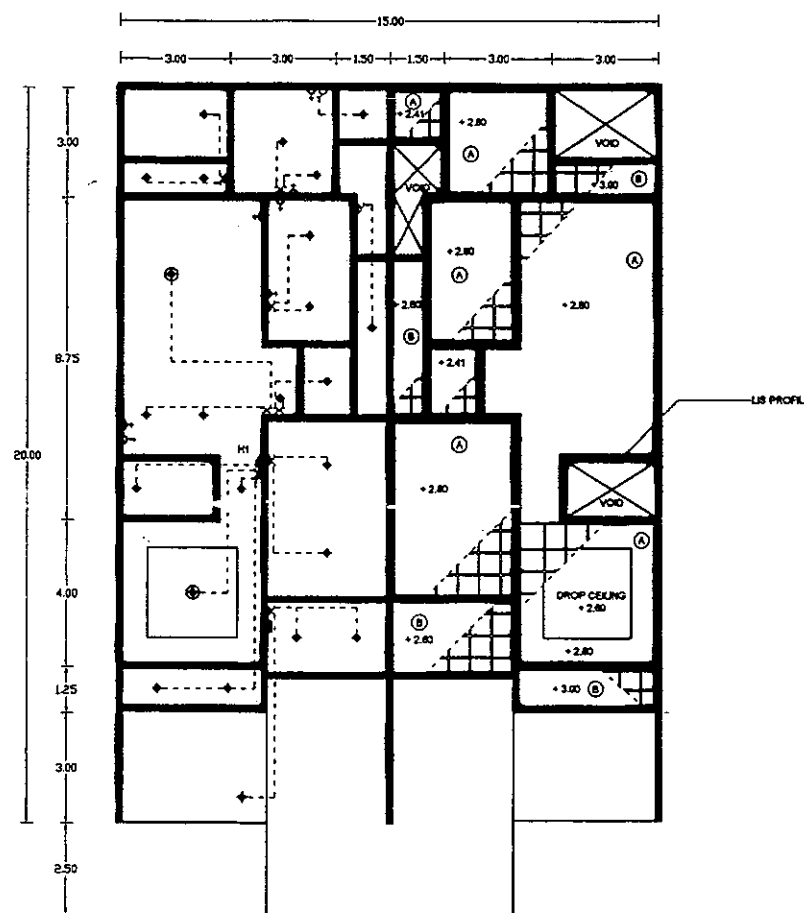 15.00
3.00 3.00 1.50 1.50 3.00 3.00
3.00
A
+ 2.41
+ 2.80
A
VOID
VOID
+ 3.00 B
+ 2.80
A
A
+ 2.80
8.75
+ 2.80
B
+ 2.41
LIS PROFIL
20.00
H1
A
+ 2.80
VOID
A
4.00
DROP CEILING
+ 2.60
B
+ 2.80
+ 2.80
1.25
+ 3.00 B
3.00
2.50